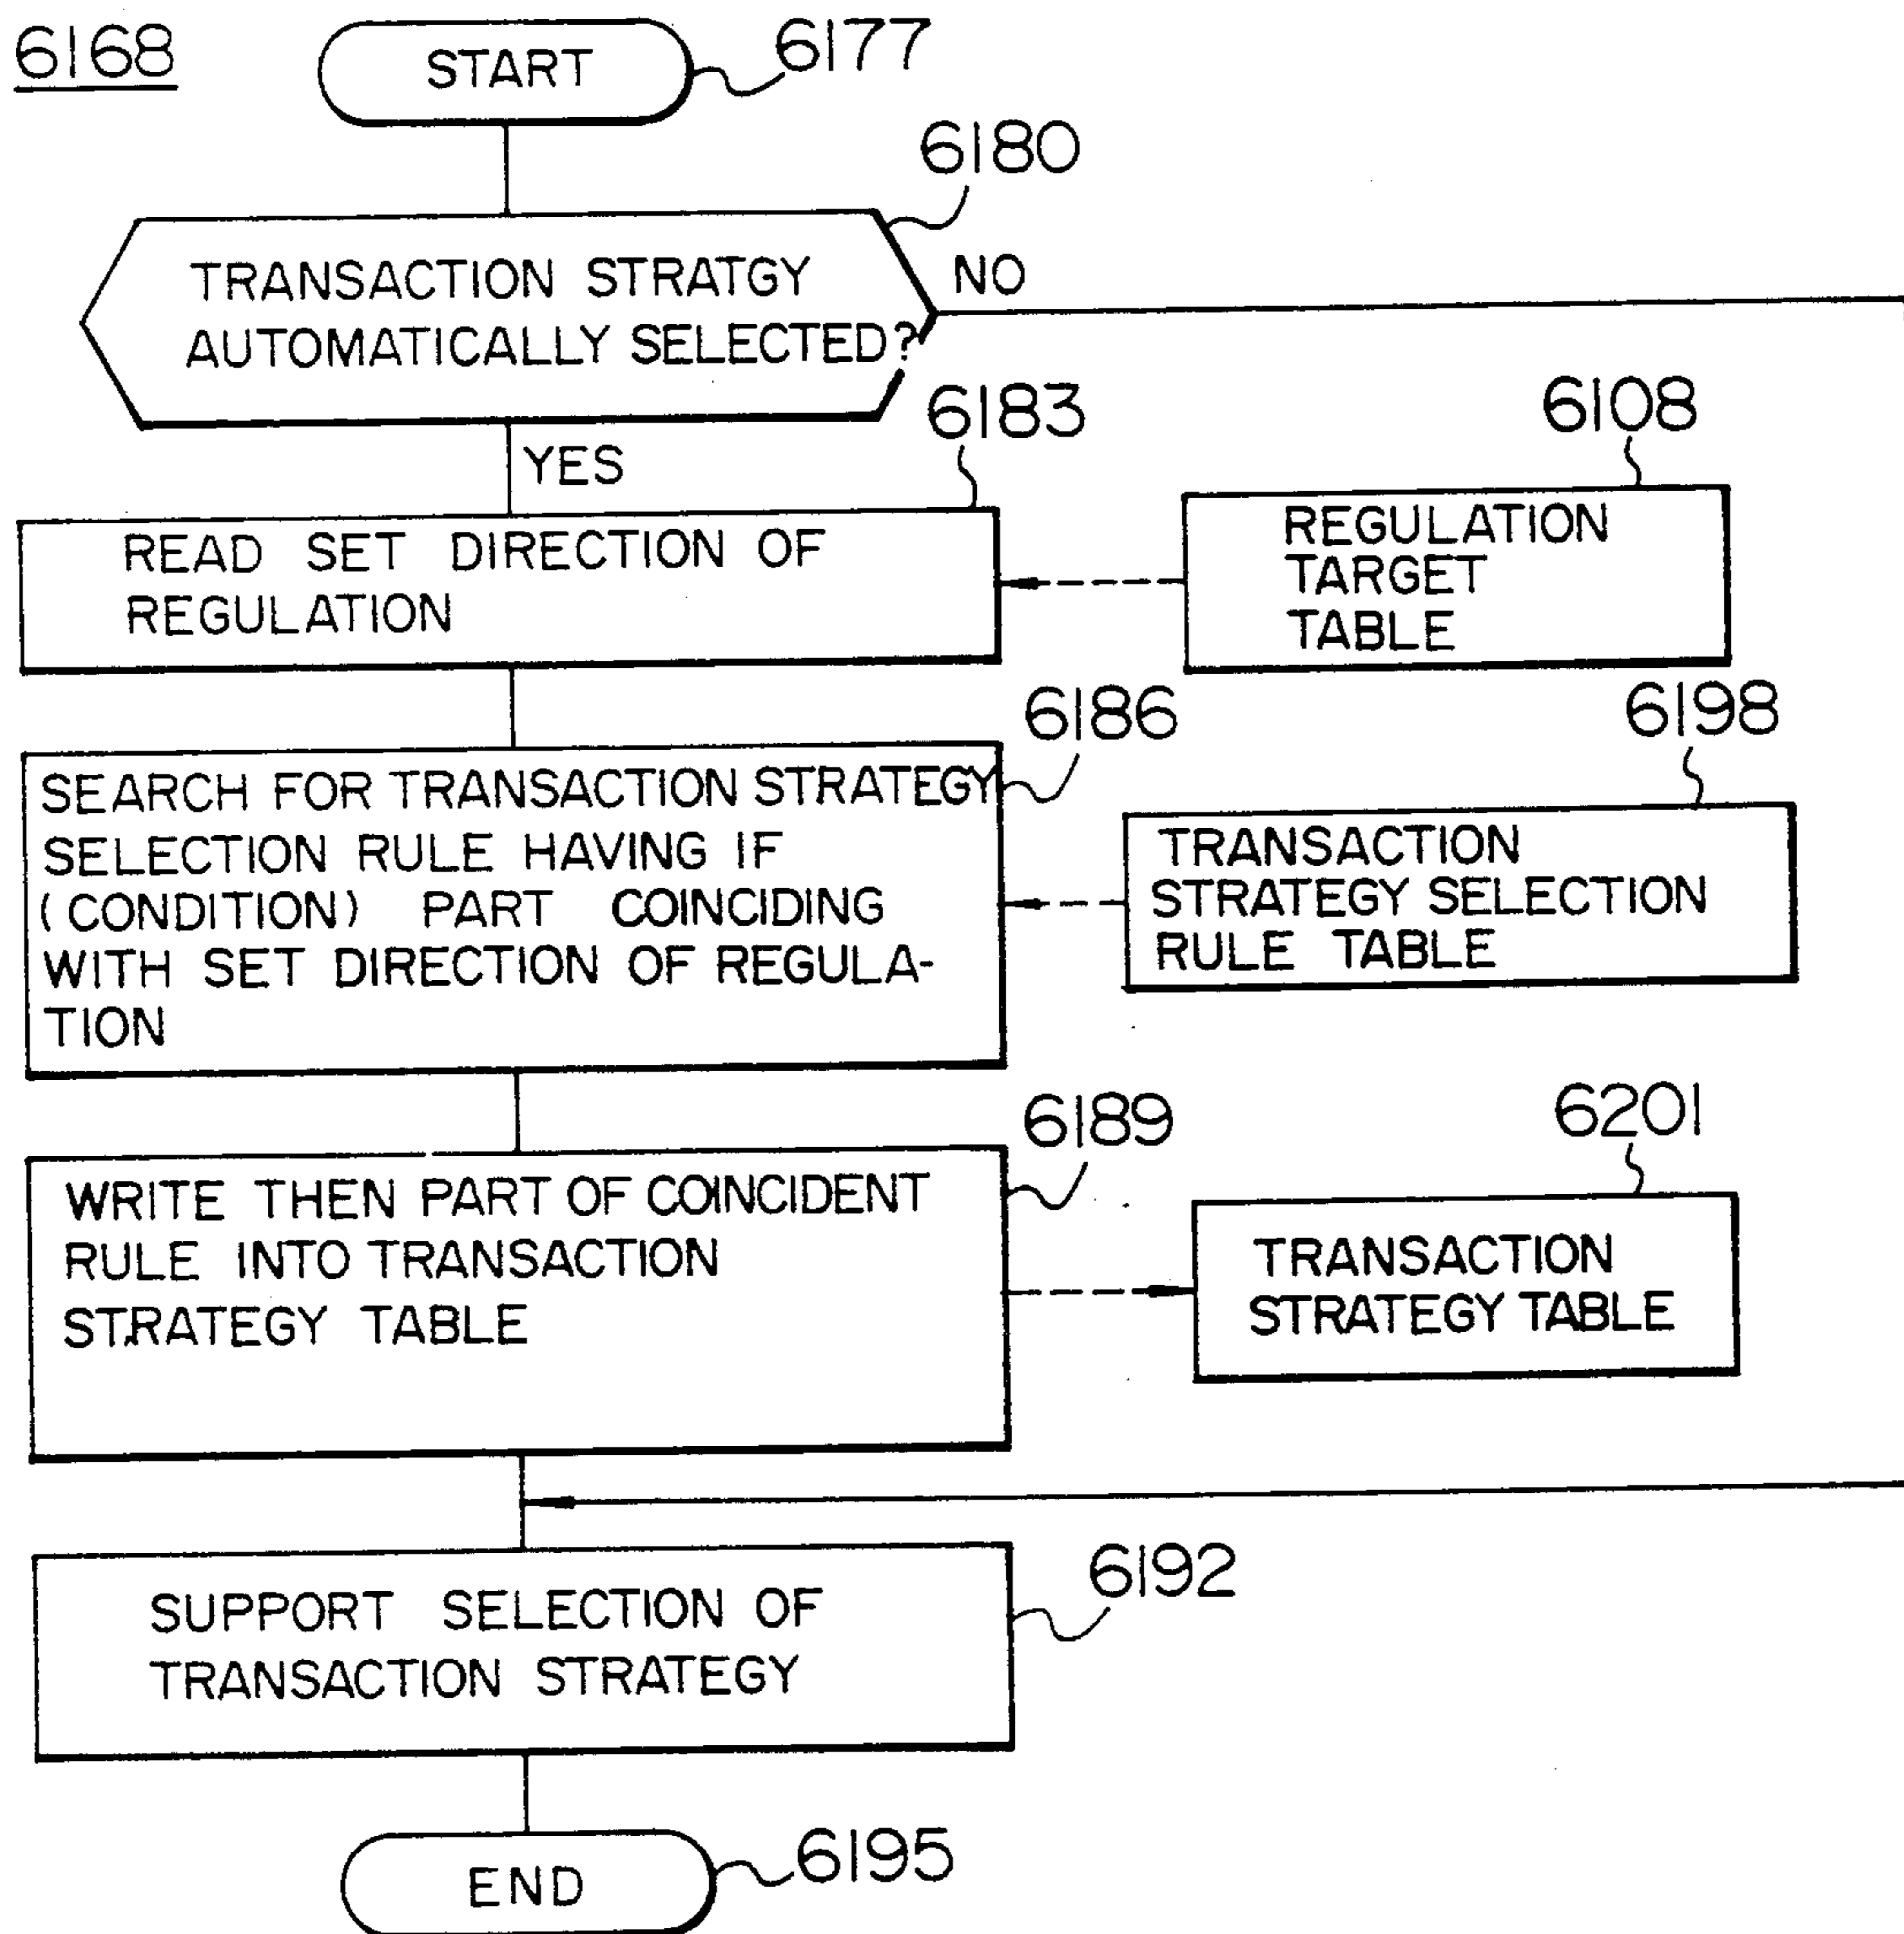 6168
START
6177
6180
TRANSACTION STRATGY
AUTOMATICALLY SELECTED?
NO
YES
6183
READ SET DIRECTION OF
REGULATION
6108
REGULATION
TARGET
TABLE
6186
SEARCH FOR TRANSACTION STRATEGY
SELECTION RULE HAVING IF
(CONDITION) PART COINCIDING
WITH SET DIRECTION OF REGULA-
TION
6198
TRANSACTION
STRATEGY SELECTION
RULE TABLE
6189
WRITE THEN PART OF COINCIDENT
RULE INTO TRANSACTION
STRATEGY TABLE
6201
TRANSACTION
STRATEGY TABLE
6192
SUPPORT SELECTION OF
TRANSACTION STRATEGY
END
6195